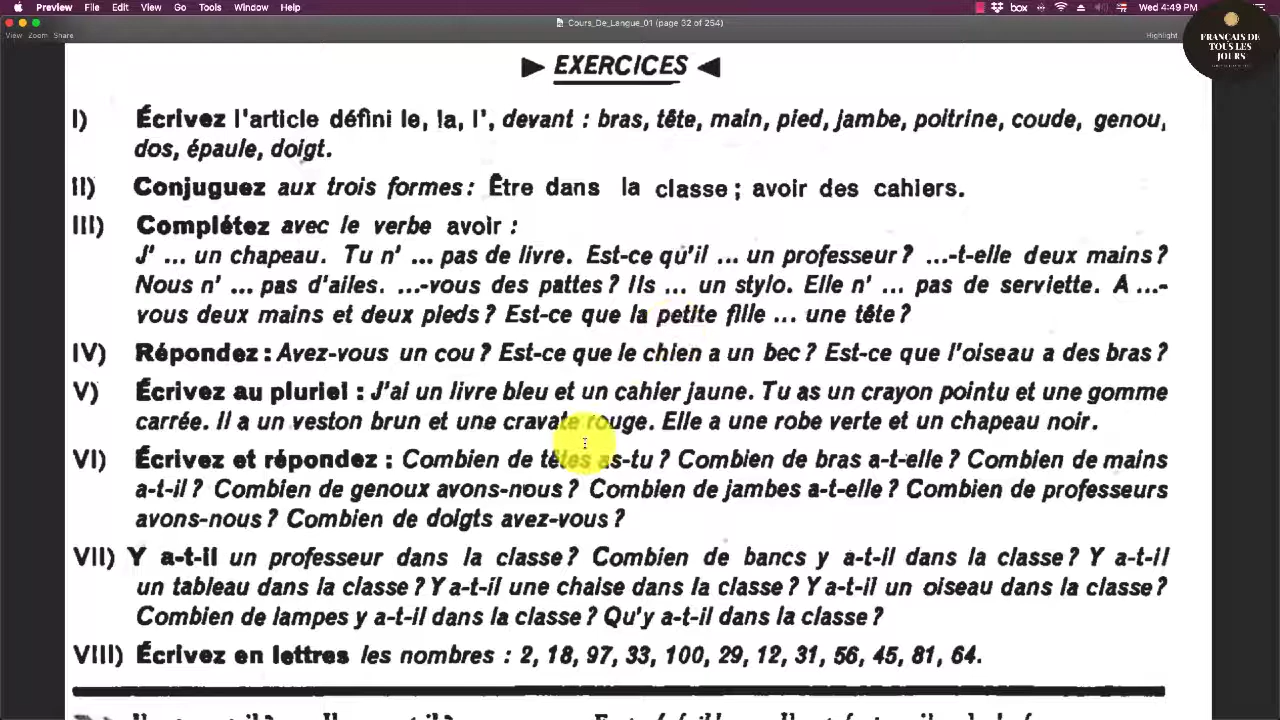 Preview File Edit View Go Tools Window Help
box Wed 4:49 PM
Cours_De_Langue_01 (page 32 of 254)
View Zoom Share Highlight
FRANÇAIS DE
TOUS LES
JOURS
► EXERCICES ◄
I) Écrivez l'article défini le, la, l', devant : bras, tête, main, pied, jambe, poitrine, coude, genou,
dos, épaule, doigt.
II) Conjuguez aux trois formes : Être dans la classe ; avoir des cahiers.
III) Complétez avec le verbe avoir :
J' ... un chapeau. Tu n' ... pas de livre. Est-ce qu'il ... un professeur ? ...-t-elle deux mains ?
Nous n' ... pas d'ailes. ...-vous des pattes ? Ils ... un stylo. Elle n' ... pas de serviette. A ...-
vous deux mains et deux pieds ? Est-ce que la petite fille ... une tête ?
IV) Répondez : Avez-vous un cou ? Est-ce que le chien a un bec ? Est-ce que l'oiseau a des bras ?
V) Écrivez au pluriel : J'ai un livre bleu et un cahier jaune. Tu as un crayon pointu et une gomme
carrée. Il a un veston brun et une cravate rouge. Elle a une robe verte et un chapeau noir.
VI) Écrivez et répondez : Combien de têtes as-tu ? Combien de bras a-t-elle ? Combien de mains
a-t-il ? Combien de genoux avons-nous ? Combien de jambes a-t-elle ? Combien de professeurs
avons-nous ? Combien de doigts avez-vous ?
VII) Y a-t-il un professeur dans la classe ? Combien de bancs y a-t-il dans la classe ? Y a-t-il
un tableau dans la classe ? Y a-t-il une chaise dans la classe ? Y a-t-il un oiseau dans la classe ?
Combien de lampes y a-t-il dans la classe ? Qu'y a-t-il dans la classe ?
VIII) Écrivez en lettres les nombres : 2, 18, 97, 33, 100, 29, 12, 31, 56, 45, 81, 64.